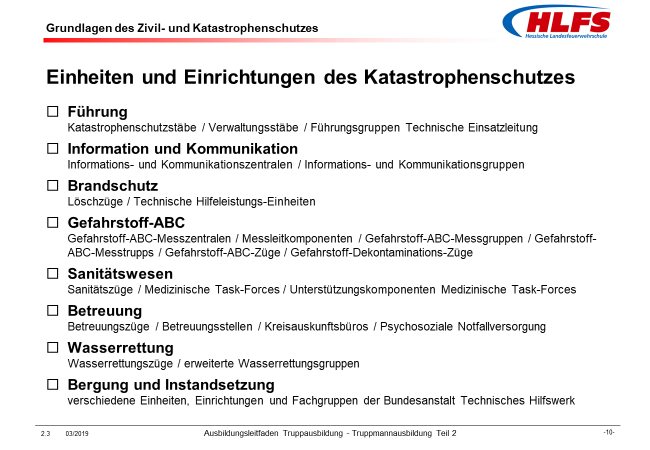 Grundlagen des Zivil- und Katastrophenschutzes
HLFS
Hessische Landesfeuerwehrschule
Einheiten und Einrichtungen des Katastrophenschutzes
Führung
Katastrophenschutzstäbe / Verwaltungsstäbe / Führungsgruppen Technische Einsatzleitung
Information und Kommunikation
Informations- und Kommunikationszentralen / Informations- und Kommunikationsgruppen
Brandschutz
Löschzüge / Technische Hilfeleistungs-Einheiten
Gefahrstoff-ABC
Gefahrstoff-ABC-Messzentralen / Messleitkomponenten / Gefahrstoff-ABC-Messgruppen / Gefahrstoff-
ABC-Messtrupps / Gefahrstoff-ABC-Züge / Gefahrstoff-Dekontaminations-Züge
Sanitätswesen
Sanitätszüge / Medizinische Task-Forces / Unterstützungskomponenten Medizinische Task-Forces
Betreuung
Betreuungszüge / Betreuungsstellen / Kreisauskunftsbüros / Psychosoziale Notfallversorgung
Wasserrettung
Wasserrettungszüge / erweiterte Wasserrettungsgruppen
Bergung und Instandsetzung
verschiedene Einheiten, Einrichtungen und Fachgruppen der Bundesanstalt Technisches Hilfswerk
2.3 03/2019 Ausbildungsleitfaden Truppausbildung - Truppmannausbildung Teil 2 -10-